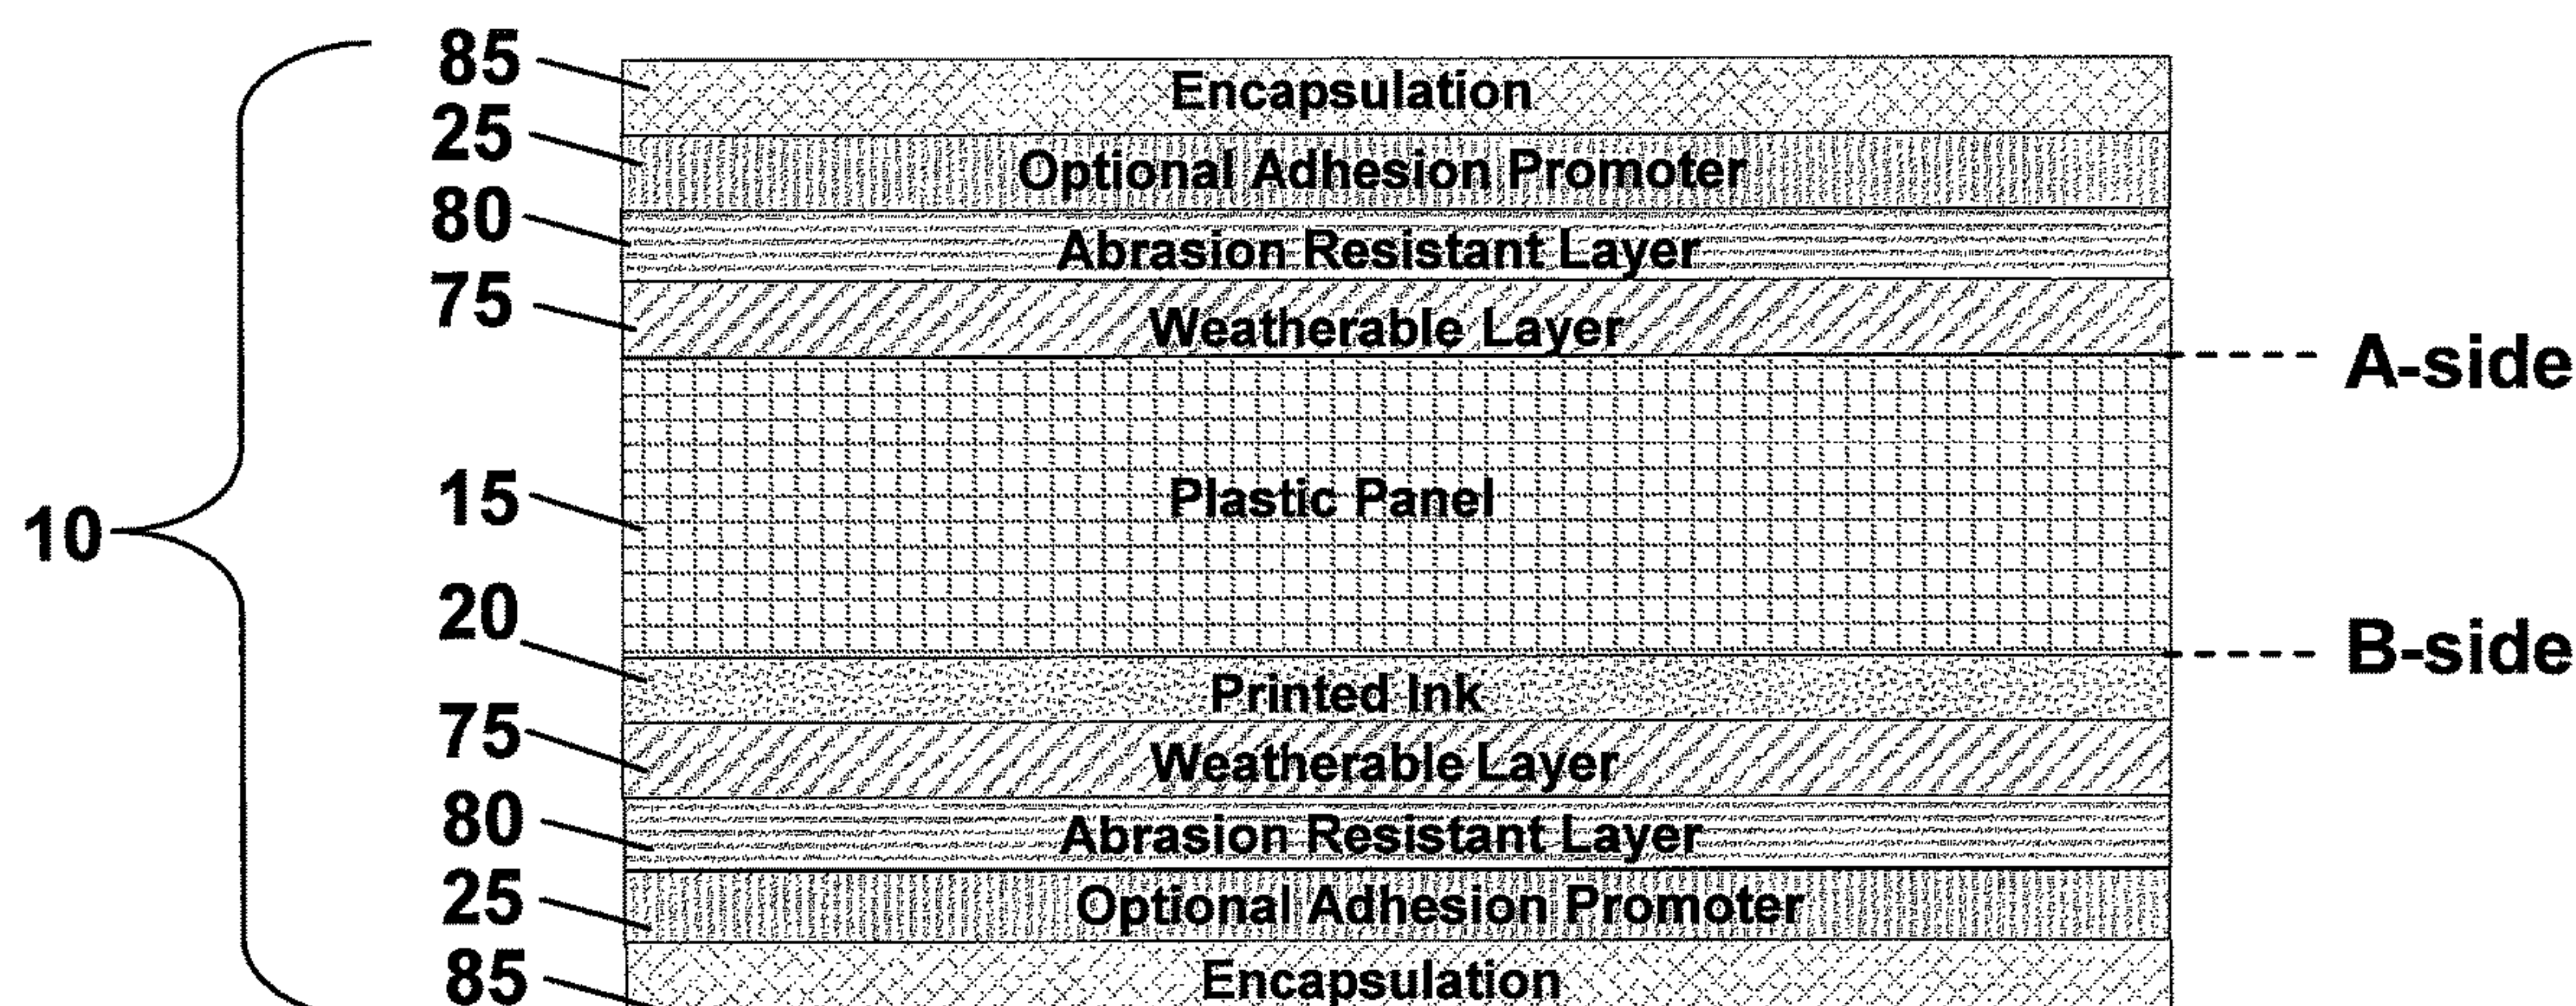 85 Encapsulation
25 Optional Adhesion Promoter
80 Abrasion Resistant Layer
75 Weatherable Layer
A-side
15 Plastic Panel
10
20 Printed Ink
B-side
75 Weatherable Layer
80 Abrasion Resistant Layer
25 Optional Adhesion Promoter
85 Encapsulation